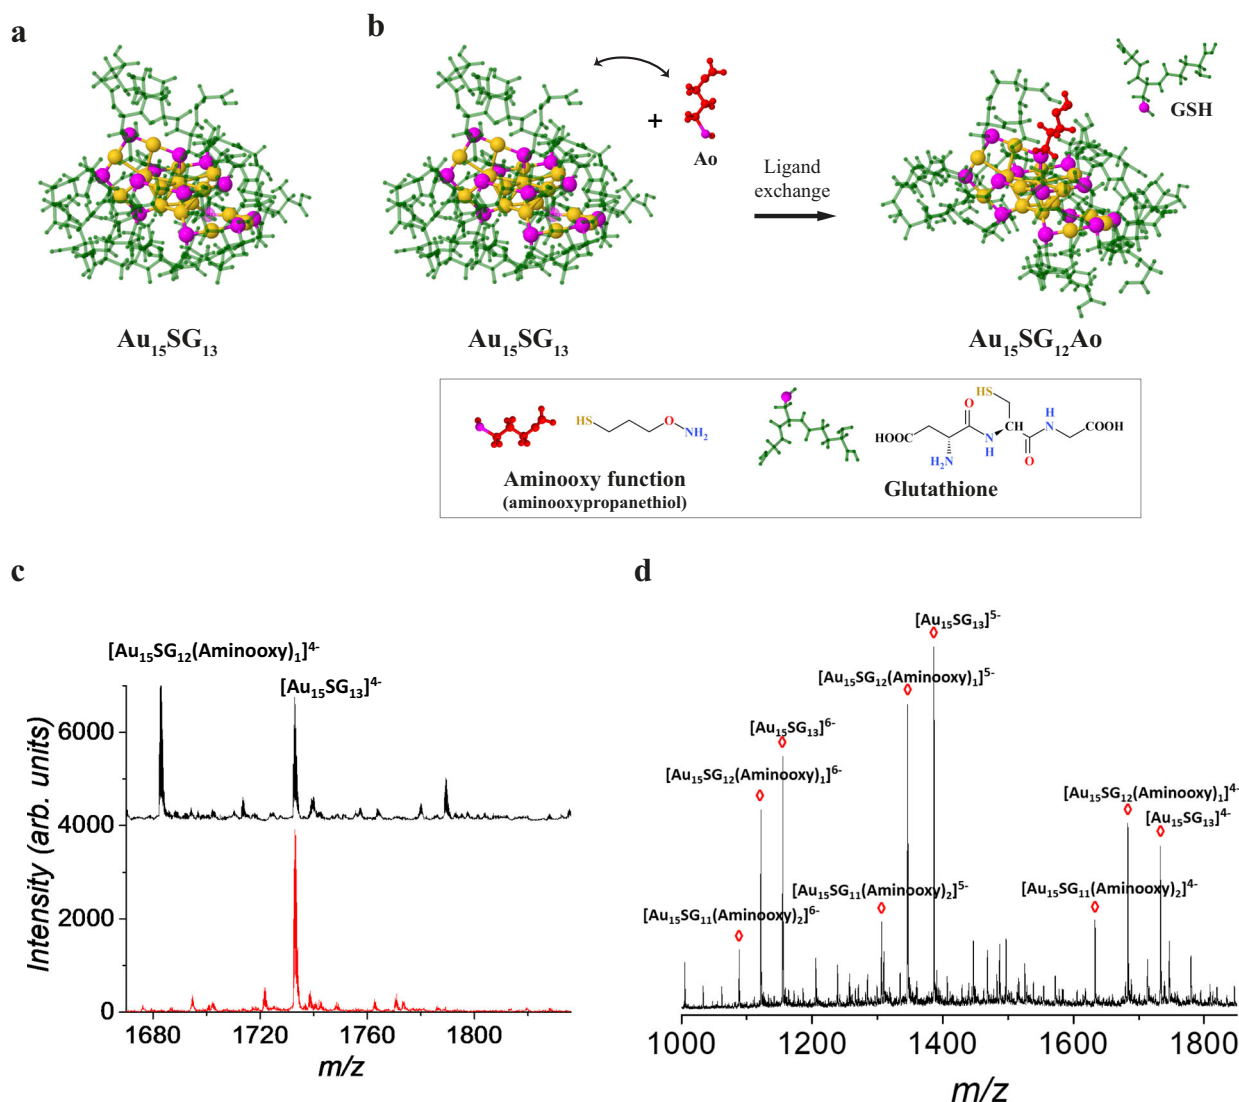 a
b
+
Ao
Ligand
exchange
GSH
Au₁₅SG₁₃
Au₁₅SG₁₃
Au₁₅SG₁₂Ao
HS
O
NH₂
Aminooxy function
(aminooxypropanethiol)
HS
O
H
N
HOOC
N
H
CH
COOH
H₂N
O
Glutathione
c
[Au₁₅SG₁₂(Aminooxy)₁]⁴⁻
[Au₁₅SG₁₃]⁴⁻
Intensity (arb. units)
6000
4000
2000
0
1680
1720
1760
1800
m/z
d
[Au₁₅SG₁₃]⁵⁻
[Au₁₅SG₁₂(Aminooxy)₁]⁵⁻
[Au₁₅SG₁₃]⁶⁻
[Au₁₅SG₁₂(Aminooxy)₁]⁶⁻
[Au₁₅SG₁₂(Aminooxy)₁]⁴⁻
[Au₁₅SG₁₃]⁴⁻
[Au₁₅SG₁₁(Aminooxy)₂]⁵⁻
[Au₁₅SG₁₁(Aminooxy)₂]⁴⁻
[Au₁₅SG₁₁(Aminooxy)₂]⁶⁻
1000
1200
1400
1600
1800
m/z